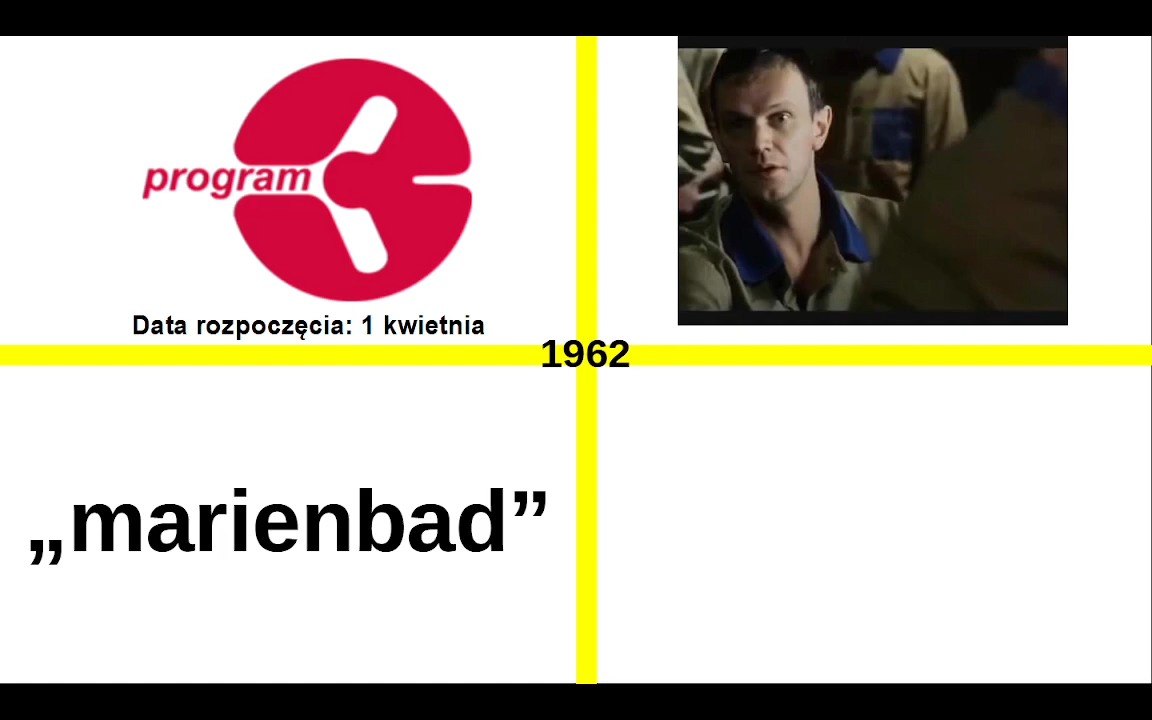 program
Data rozpoczęcia: 1 kwietnia
1962
„marienbad”